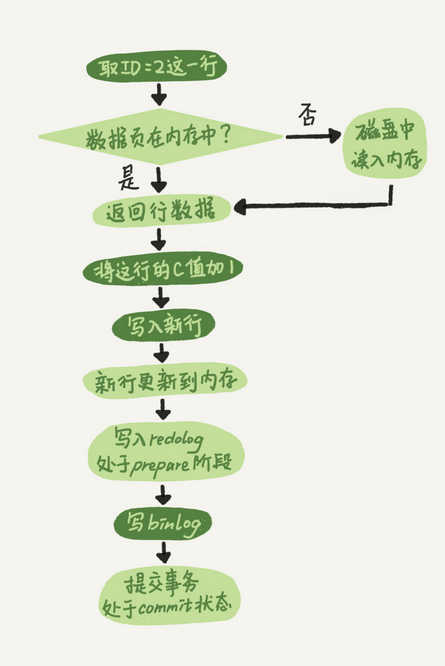 取ID=2这一行
数据页在内存中？
否
磁盘中
读入内存
是
返回行数据
将这行的C值加1
写入新行
新行更新到内存
写入redolog
处于prepare阶段
写binlog
提交事务
处于commit状态